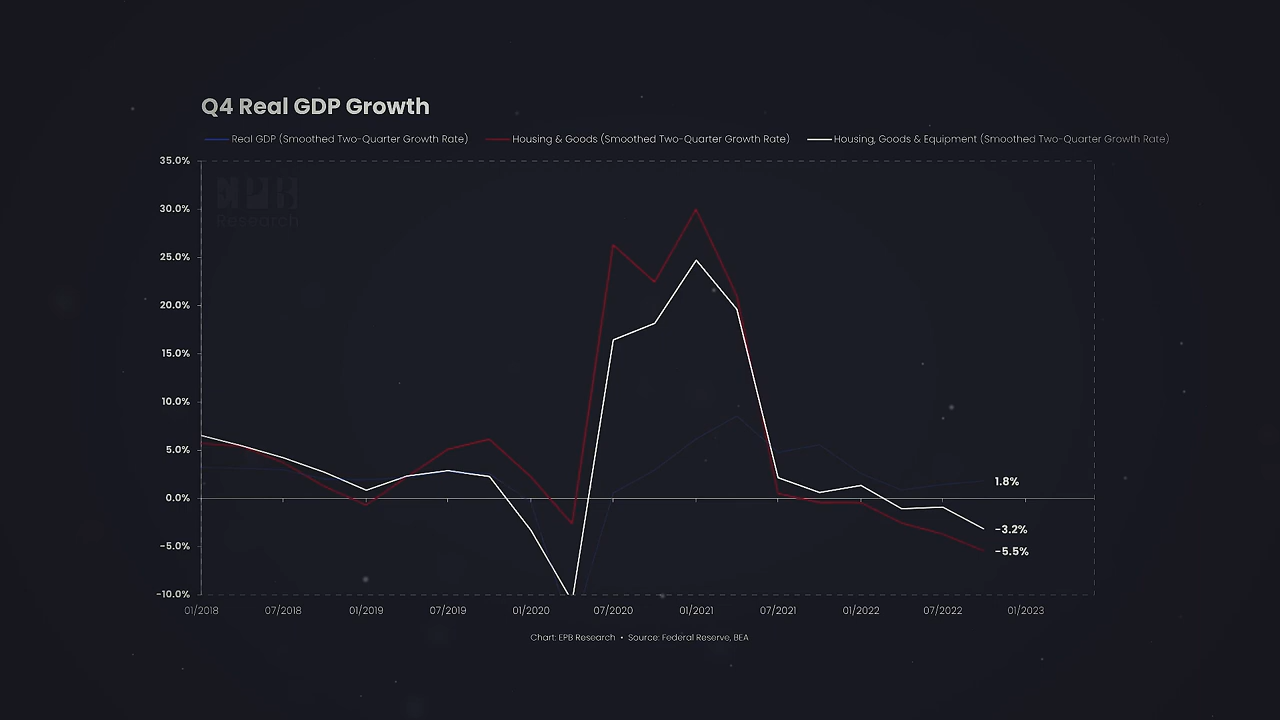 Q4 Real GDP Growth
Real GDP (Smoothed Two-Quarter Growth Rate) Housing & Goods (Smoothed Two-Quarter Growth Rate) Housing, Goods & Equipment (Smoothed Two-Quarter Growth Rate)
35.0%
EPB
Research
30.0%
25.0%
20.0%
15.0%
10.0%
5.0%
1.8%
0.0%
-3.2%
-5.0%
-5.5%
-10.0%
01/2018 07/2018 01/2019 07/2019 01/2020 07/2020 01/2021 07/2021 01/2022 07/2022 01/2023
Chart: EPB Research • Source: Federal Reserve, BEA